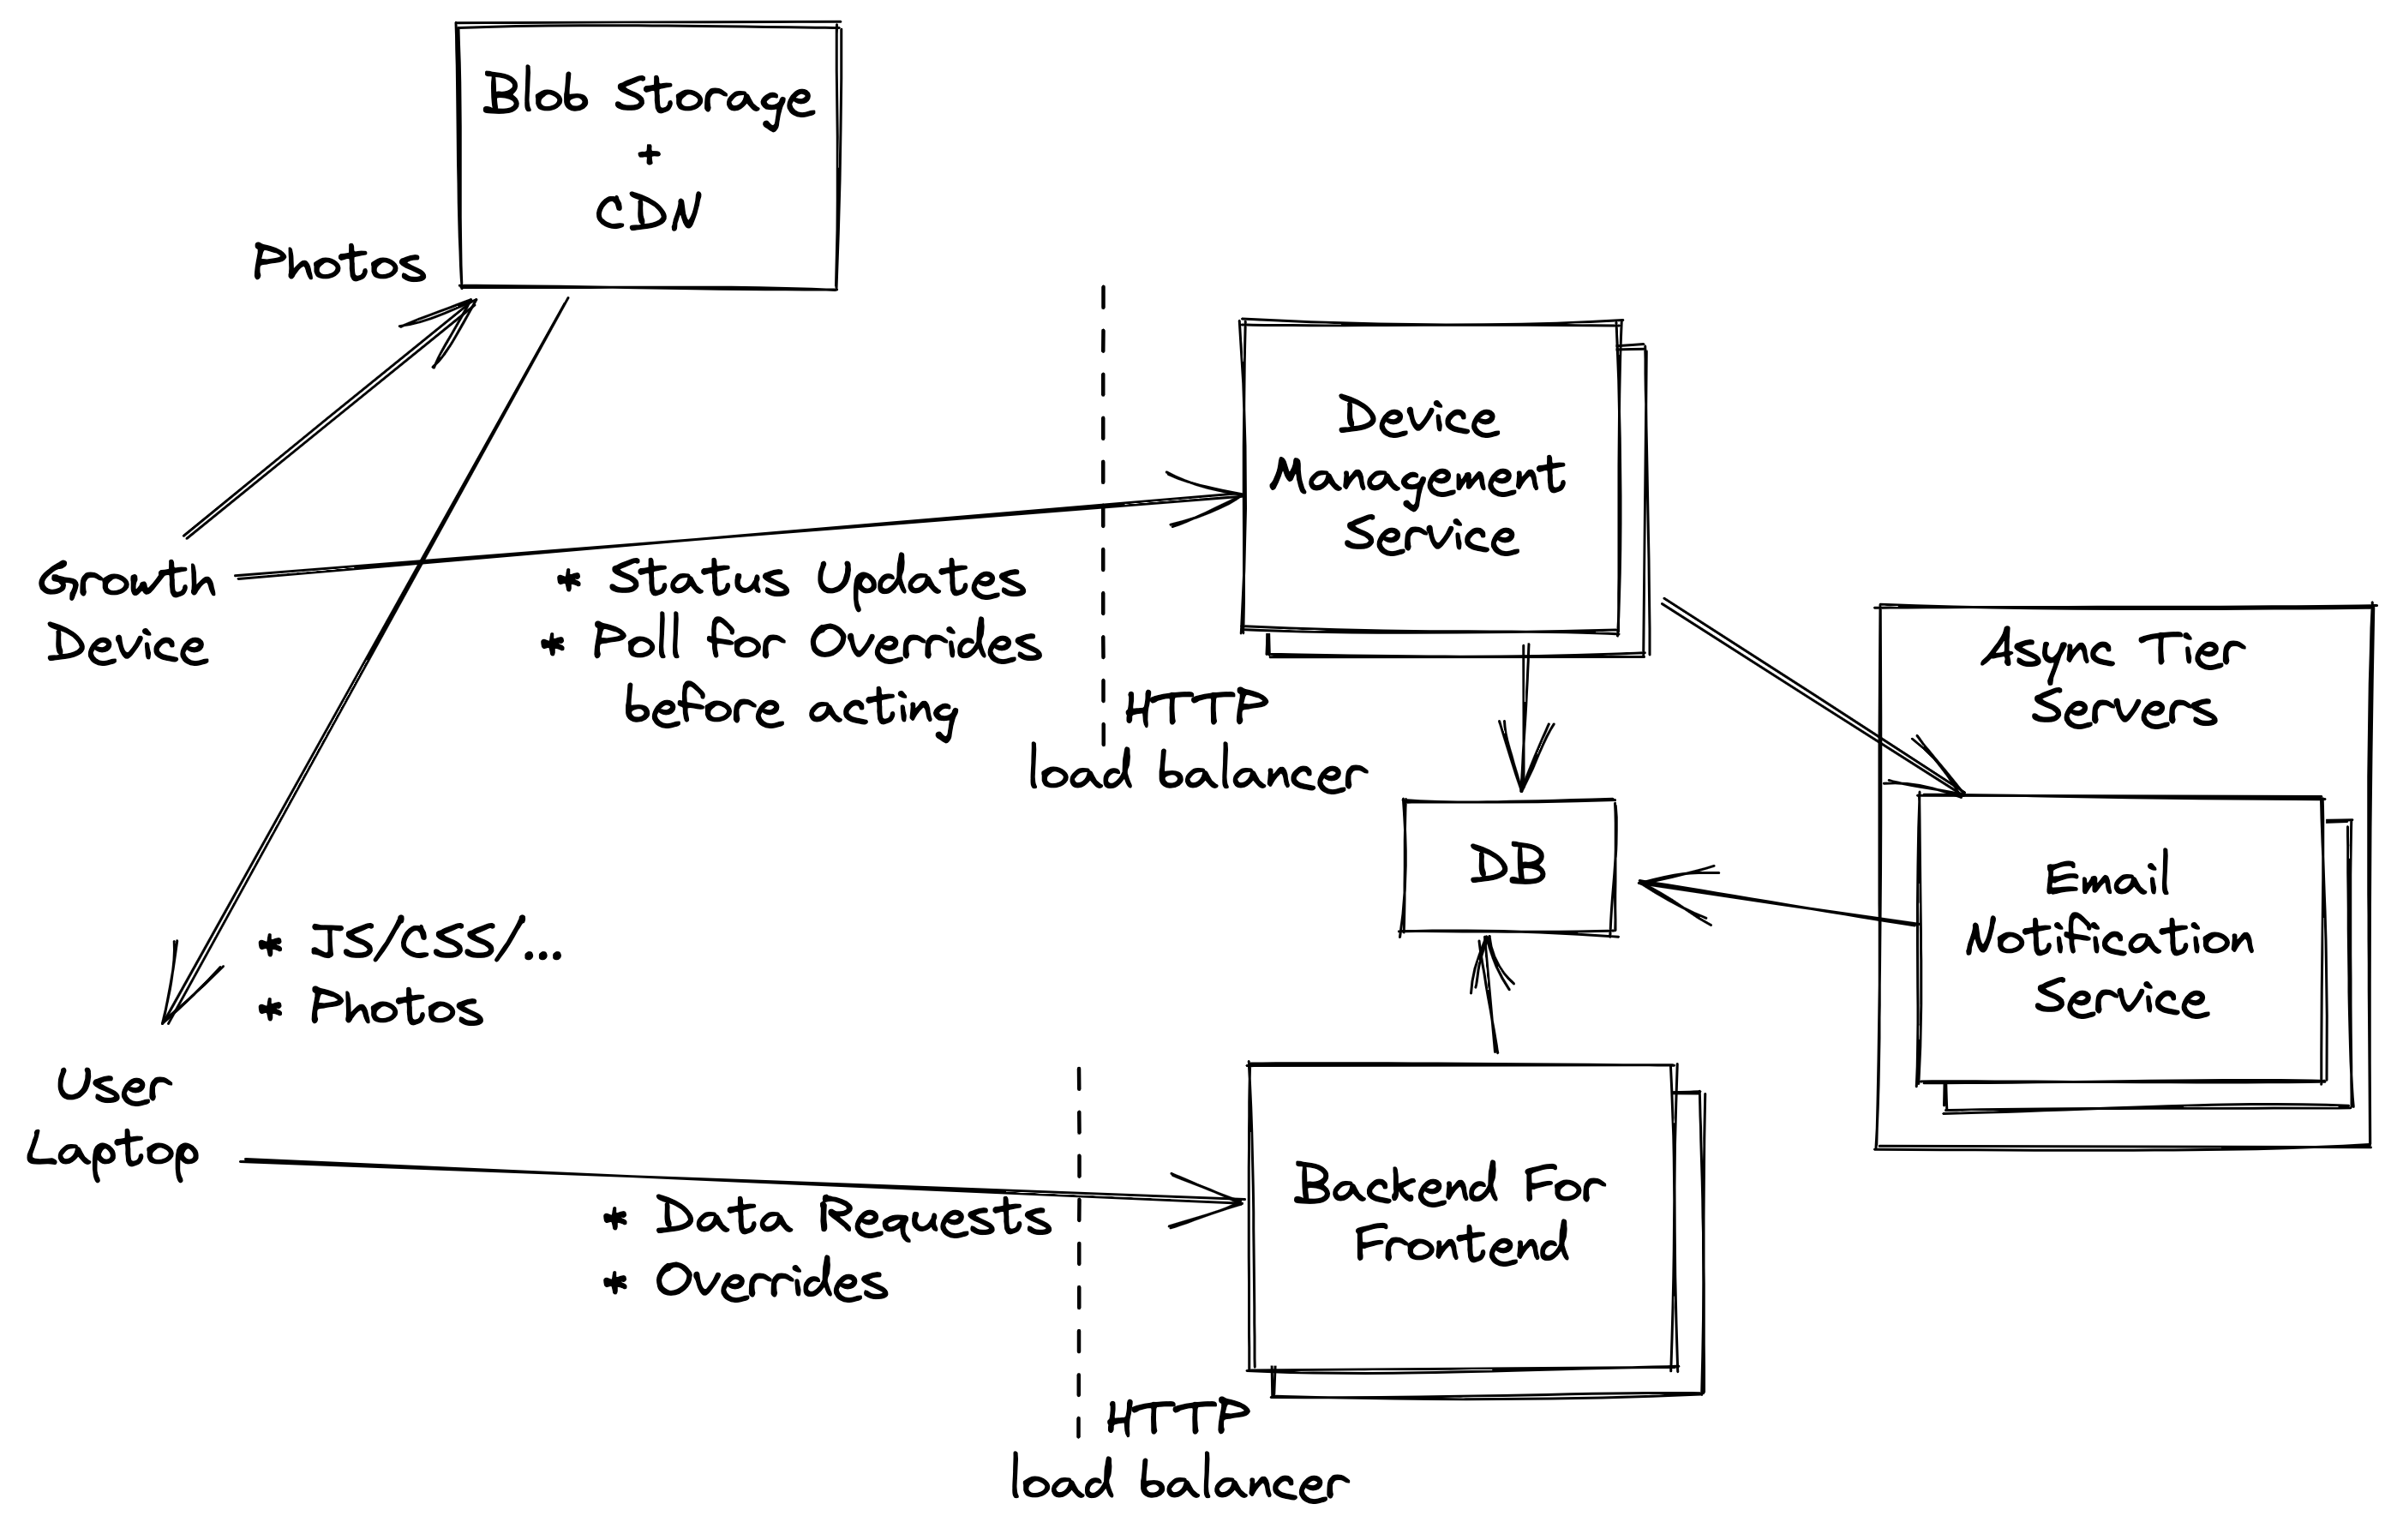 Blob Storage
+
CDN
Photos
Device
Management
Service
Growth
Device
* Status Updates
* Poll for Overrides
before acting
HTTP
load balancer
Async Tier
Servers
DB
Email
Notification
Service
* JS/CSS/...
* Photos
User
Laptop
* Data Requests
* Overrides
Backend For
Frontend
HTTP
load balancer